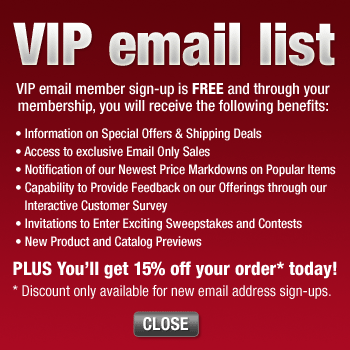 VIP email list
VIP email member sign-up is FREE and through your
membership, you will receive the following benefits:
• Information on Special Offers & Shipping Deals
• Access to exclusive Email Only Sales
• Notification of our Newest Price Markdowns on Popular Items
• Capability to Provide Feedback on our Offerings through our
Interactive Customer Survey
• Invitations to Enter Exciting Sweepstakes and Contests
• New Product and Catalog Previews
PLUS You'll get 15% off your order* today!
* Discount only available for new email address sign-ups.
CLOSE